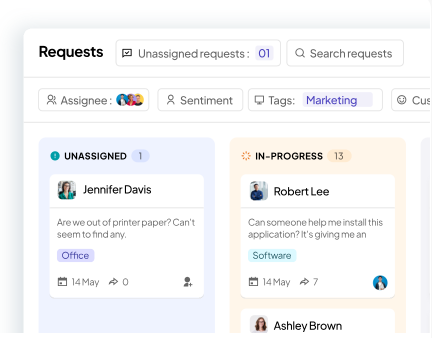 Requests
Unassigned requests : 01
Search requests
Assignee :
Sentiment
Tags: Marketing
Cus
UNASSIGNED 1
Jennifer Davis
Are we out of printer paper? Can't
seem to find any.
Office
14 May 0
IN-PROGRESS 13
Robert Lee
Can someone help me install this
application? It's giving me an
Software
14 May 7
Ashley Brown